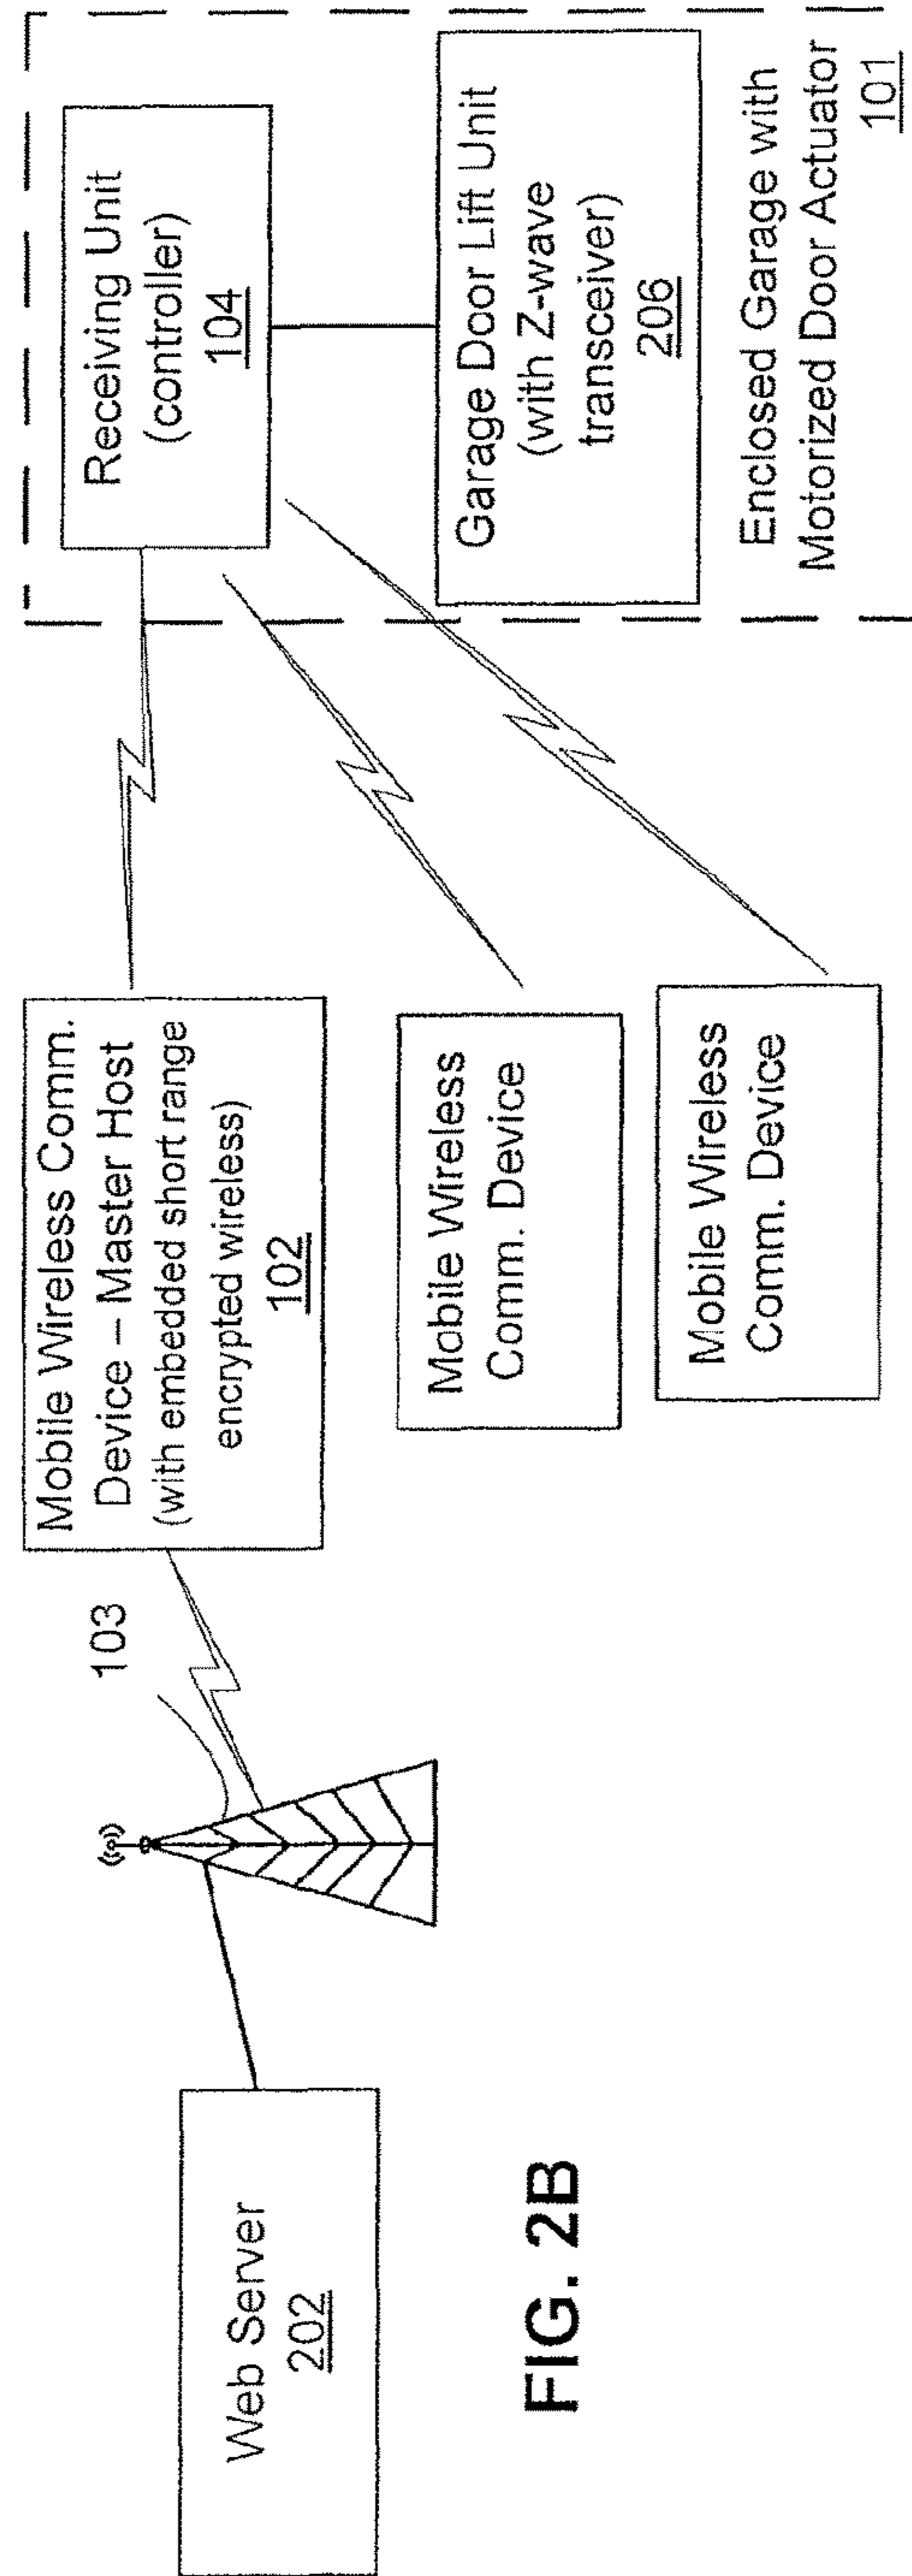 Web Server
202
103
Mobile Wireless Comm.
Device – Master Host
(with embedded short range
encrypted wireless)
102
Mobile Wireless
Comm. Device
Mobile Wireless
Comm. Device
Receiving Unit
(controller)
104
Garage Door Lift Unit
(with Z-wave
transceiver)
206
Enclosed Garage with
Motorized Door Actuator
101
FIG. 2B